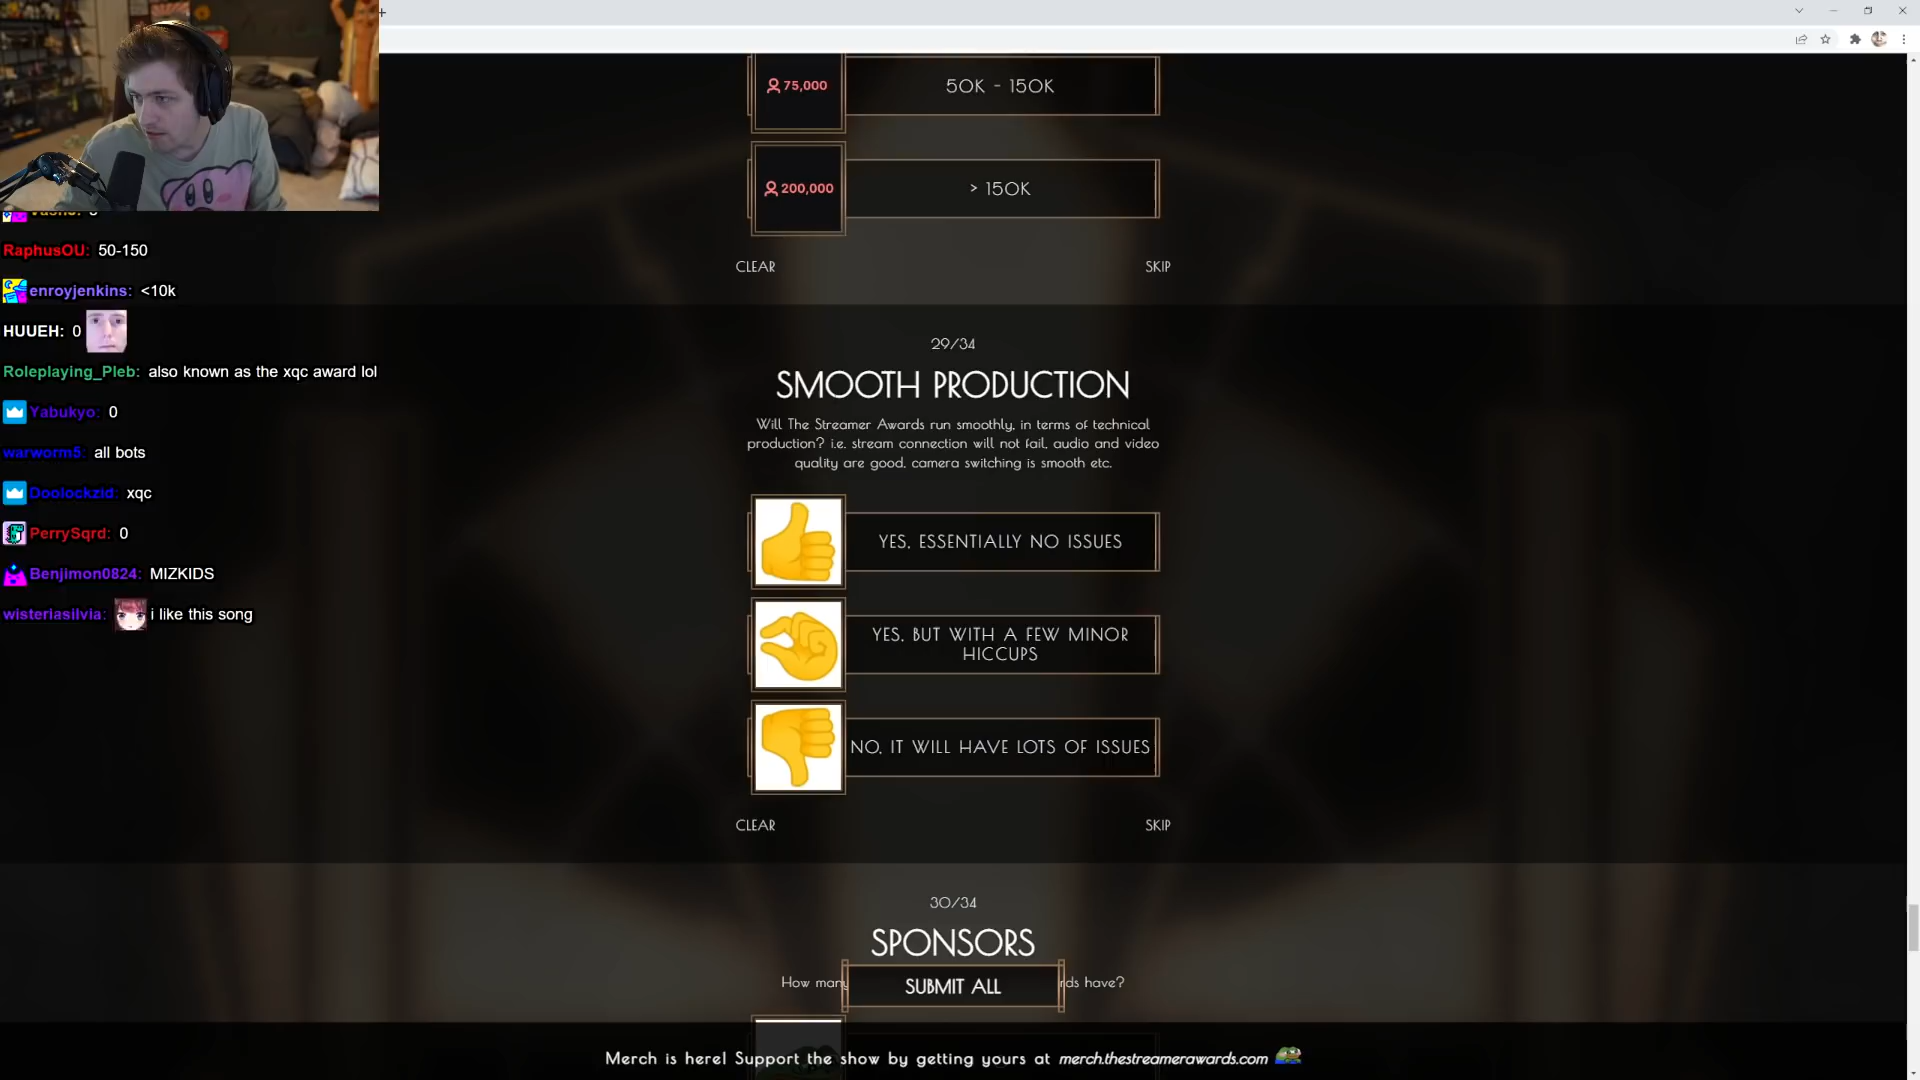 75,000
50K - 150K
200,000
> 150K
CLEAR
SKIP
RaphusOU: 50-150
enroyjenkins: <10k
HUUEH: 0
Roleplaying_Pleb: also known as the xqc award lol
Yabukyo: 0
warworm5: all bots
Doolockzid: xqc
PerrySqrd: 0
Benjimon0824: MIZKIDS
wisteriasilvia: i like this song
29/34
SMOOTH PRODUCTION
Will The Streamer Awards run smoothly, in terms of technical
production? i.e. stream connection will not fail, audio and video
quality are good, camera switching is smooth etc.
YES, ESSENTIALLY NO ISSUES
YES, BUT WITH A FEW MINOR
HICCUPS
NO, IT WILL HAVE LOTS OF ISSUES
CLEAR
SKIP
30/34
SPONSORS
How many rds have?
SUBMIT ALL
Merch is here! Support the show by getting yours at merch.thestreamerawards.com